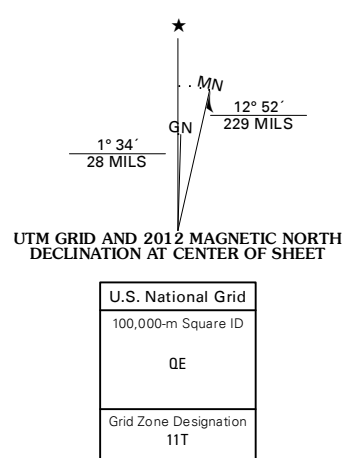 ★
MN
GN
12° 52´
229 MILS
1° 34´
28 MILS
UTM GRID AND 2012 MAGNETIC NORTH
DECLINATION AT CENTER OF SHEET
U.S. National Grid
100,000-m Square ID
QE
Grid Zone Designation
11T